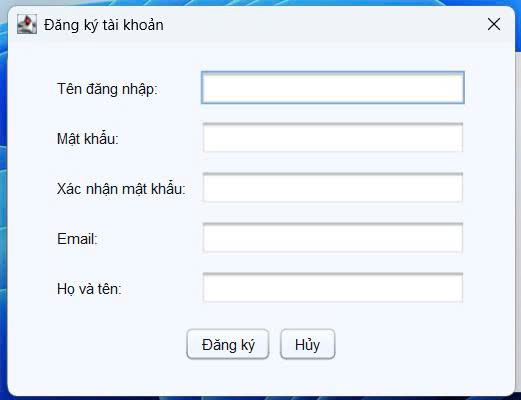 Đăng ký tài khoản
Tên đăng nhập:
Mật khẩu:
Xác nhận mật khẩu:
Email:
Họ và tên:
Đăng ký Hủy